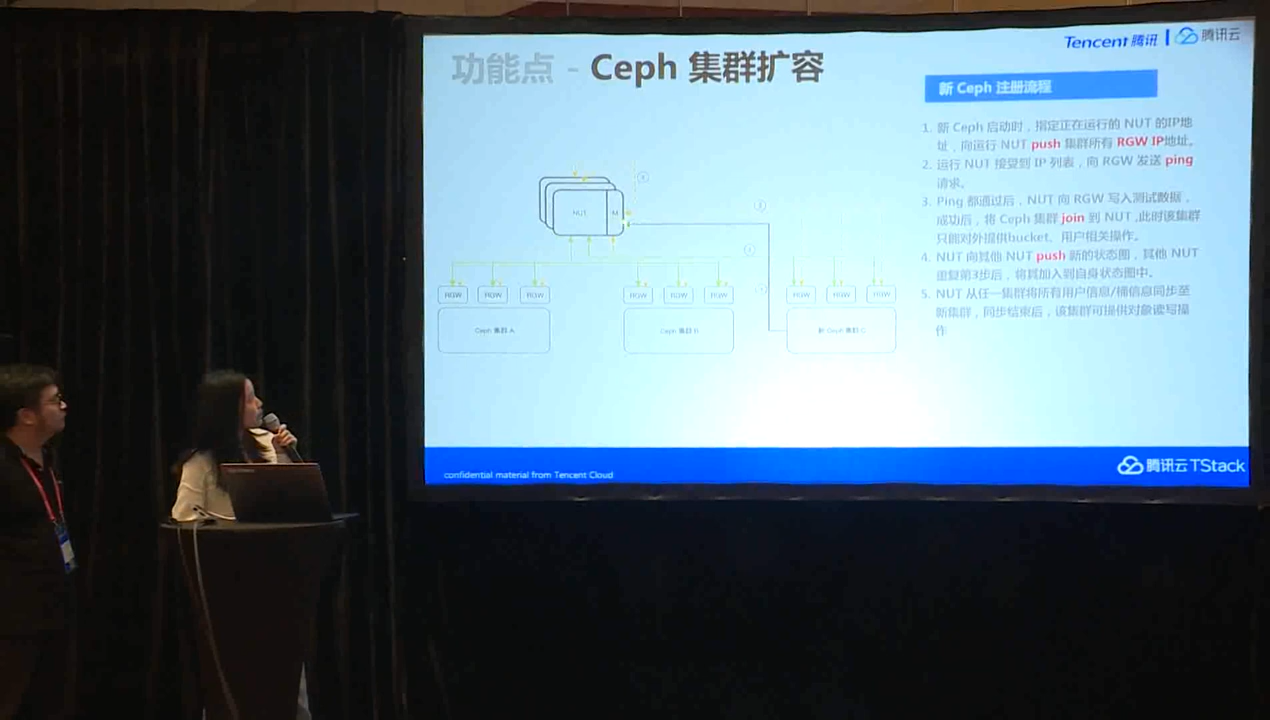 功能点 - Ceph 集群扩容
Tencent 腾讯 | 腾讯云
新 Ceph 注册流程
1. 新 Ceph 启动时，指定正在运行的 NUT 的IP地
址，向运行 NUT push 集群所有 RGW IP地址。
2. 运行 NUT 接受到 IP 列表，向 RGW 发送 ping
请求。
3. Ping 都通过后，NUT 向 RGW 写入测试数据，
成功后，将 Ceph 集群 join 到 NUT ,此时该集群
只能对外提供bucket、用户相关操作。
4. NUT 向其他 NUT push 新的状态图，其他 NUT
重复第3步后，将其加入到自身状态图中。
5. NUT 从任一集群将所有用户信息/桶信息同步至
新集群，同步结束后，该集群可提供对象读写操
作
NUT
M
RGW RGW RGW
RGW RGW RGW
RGW RGW RGW
Ceph 集群 A
Ceph 集群 B
新 Ceph 集群 C
confidential material from Tencent Cloud
腾讯云 TStack